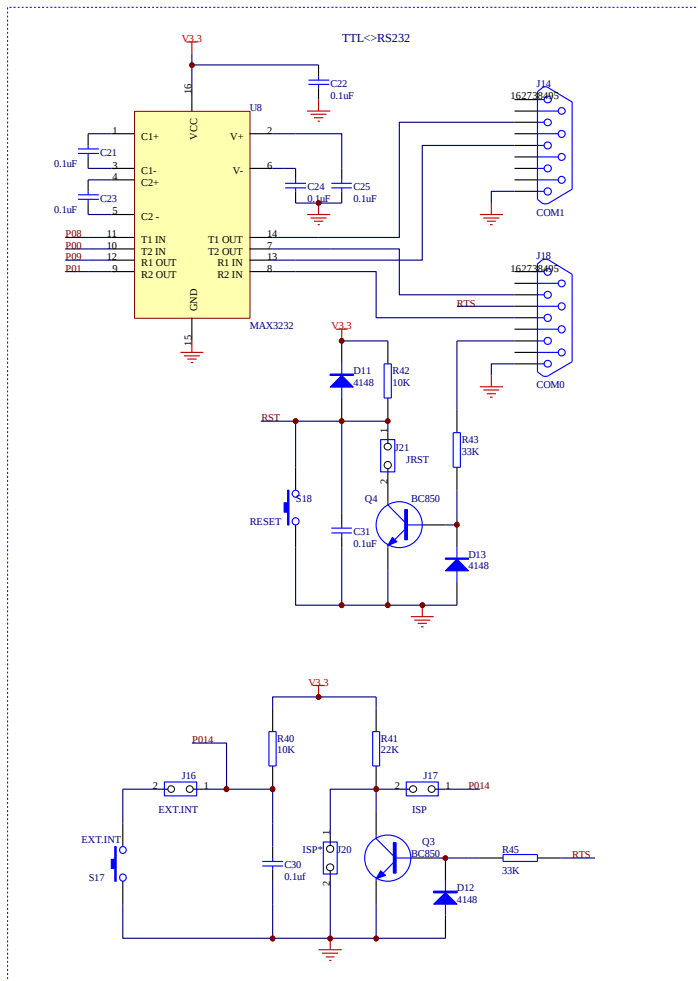 V3.3
TTL<>RS232
C22
0.1uF
16
J14
162738495
COM1
U8
VCC
1
C1+
V+
2
C21
0.1uF
3
C1-
V-
6
4
C2+
C23
0.1uF
5
C2 -
C24
0.1uF
C25
0.1uF
P08
11
T1 IN
T1 OUT
14
P00
10
T2 IN
T2 OUT
7
P09
12
R1 OUT
R1 IN
13
P01
9
R2 OUT
R2 IN
8
GND
15
MAX3232
J18
162738495
RTS
COM0
V3.3
D11
4148
R42
10K
RST
1
J21
JRST
2
R43
33K
S18
RESET
Q4
BC850
C31
0.1uF
D13
4148
V3.3
P014
R40
10K
R41
22K
2
J16
1
EXT.INT
2
J17
1
P014
ISP
EXT.INT
S17
C30
0.1uf
1
ISP*
J20
2
Q3
BC850
R45
33K
RTS
D12
4148